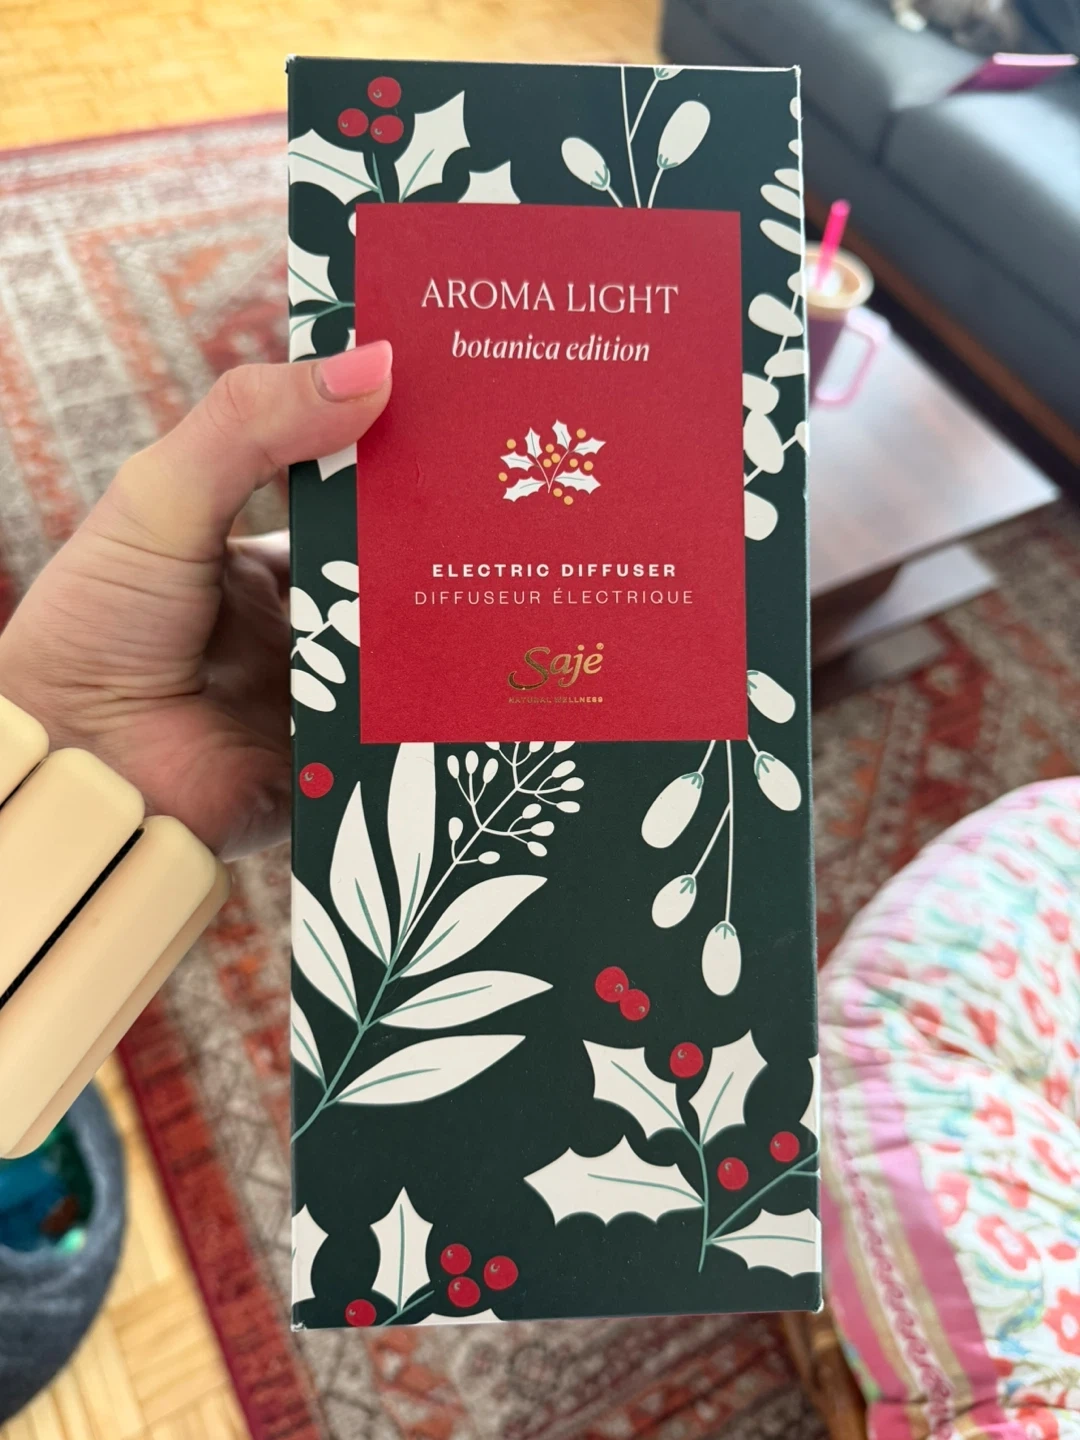 AROMA LIGHT
botanica edition
ELECTRIC DIFFUSER
DIFFUSEUR ÉLECTRIQUE
Saje
NATURAL WELLNESS